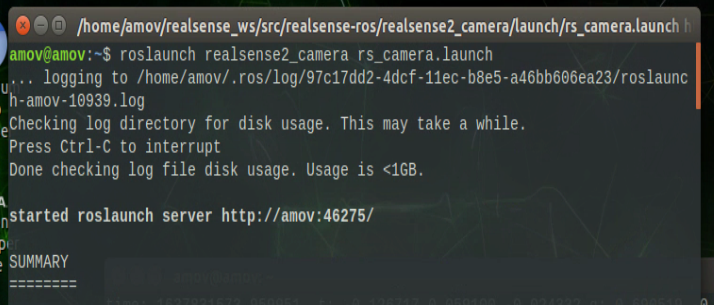 /home/amov/realsense_ws/src/realsense-ros/realsense2_camera/launch/rs_camera.launch h
amov@amov:~$ roslaunch realsense2_camera rs_camera.launch
... logging to /home/amov/.ros/log/97c17dd2-4dcf-11ec-b8e5-a46bb606ea23/roslaunc
h-amov-10939.log
Checking log directory for disk usage. This may take a while.
Press Ctrl-C to interrupt
Done checking log file disk usage. Usage is <1GB.
started roslaunch server http://amov:46275/
SUMMARY
========